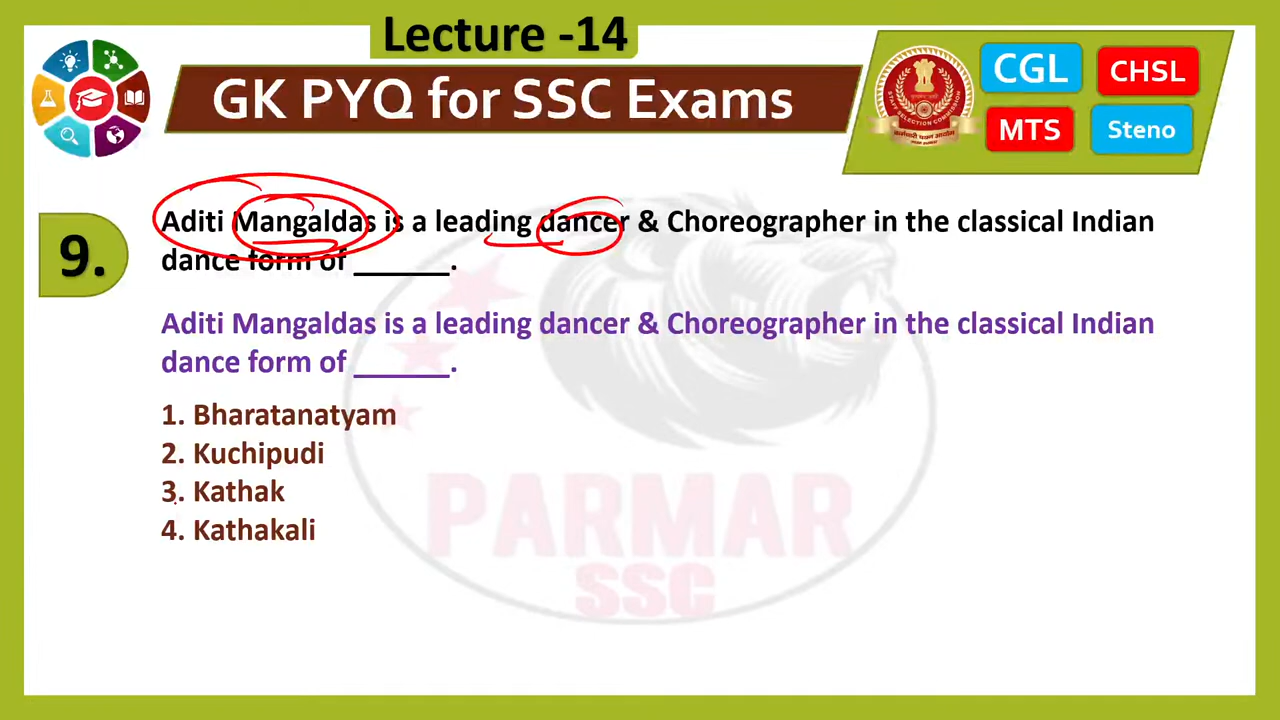 Lecture -14
GK PYQ for SSC Exams
CGL
CHSL
MTS
Steno
9.
Aditi Mangaldas is a leading dancer & Choreographer in the classical Indian
dance form of ______.
Aditi Mangaldas is a leading dancer & Choreographer in the classical Indian
dance form of ______.
1. Bharatanatyam
2. Kuchipudi
3. Kathak
4. Kathakali
PARMAR
SSC